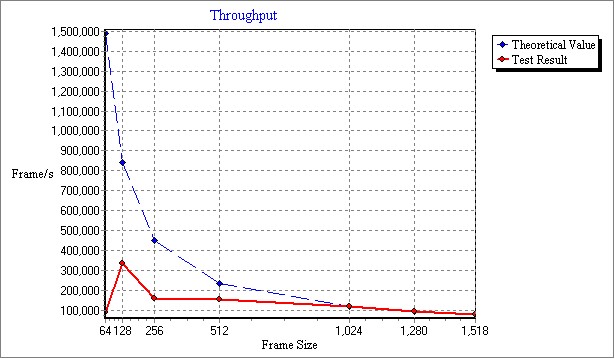 Throughput
1,500,000
1,400,000
1,300,000
1,200,000
1,100,000
1,000,000
900,000
800,000
700,000
600,000
500,000
400,000
300,000
200,000
100,000
Frame/s
64 128 256 512 1,024 1,280 1,518
Frame Size
Theoretical Value
Test Result